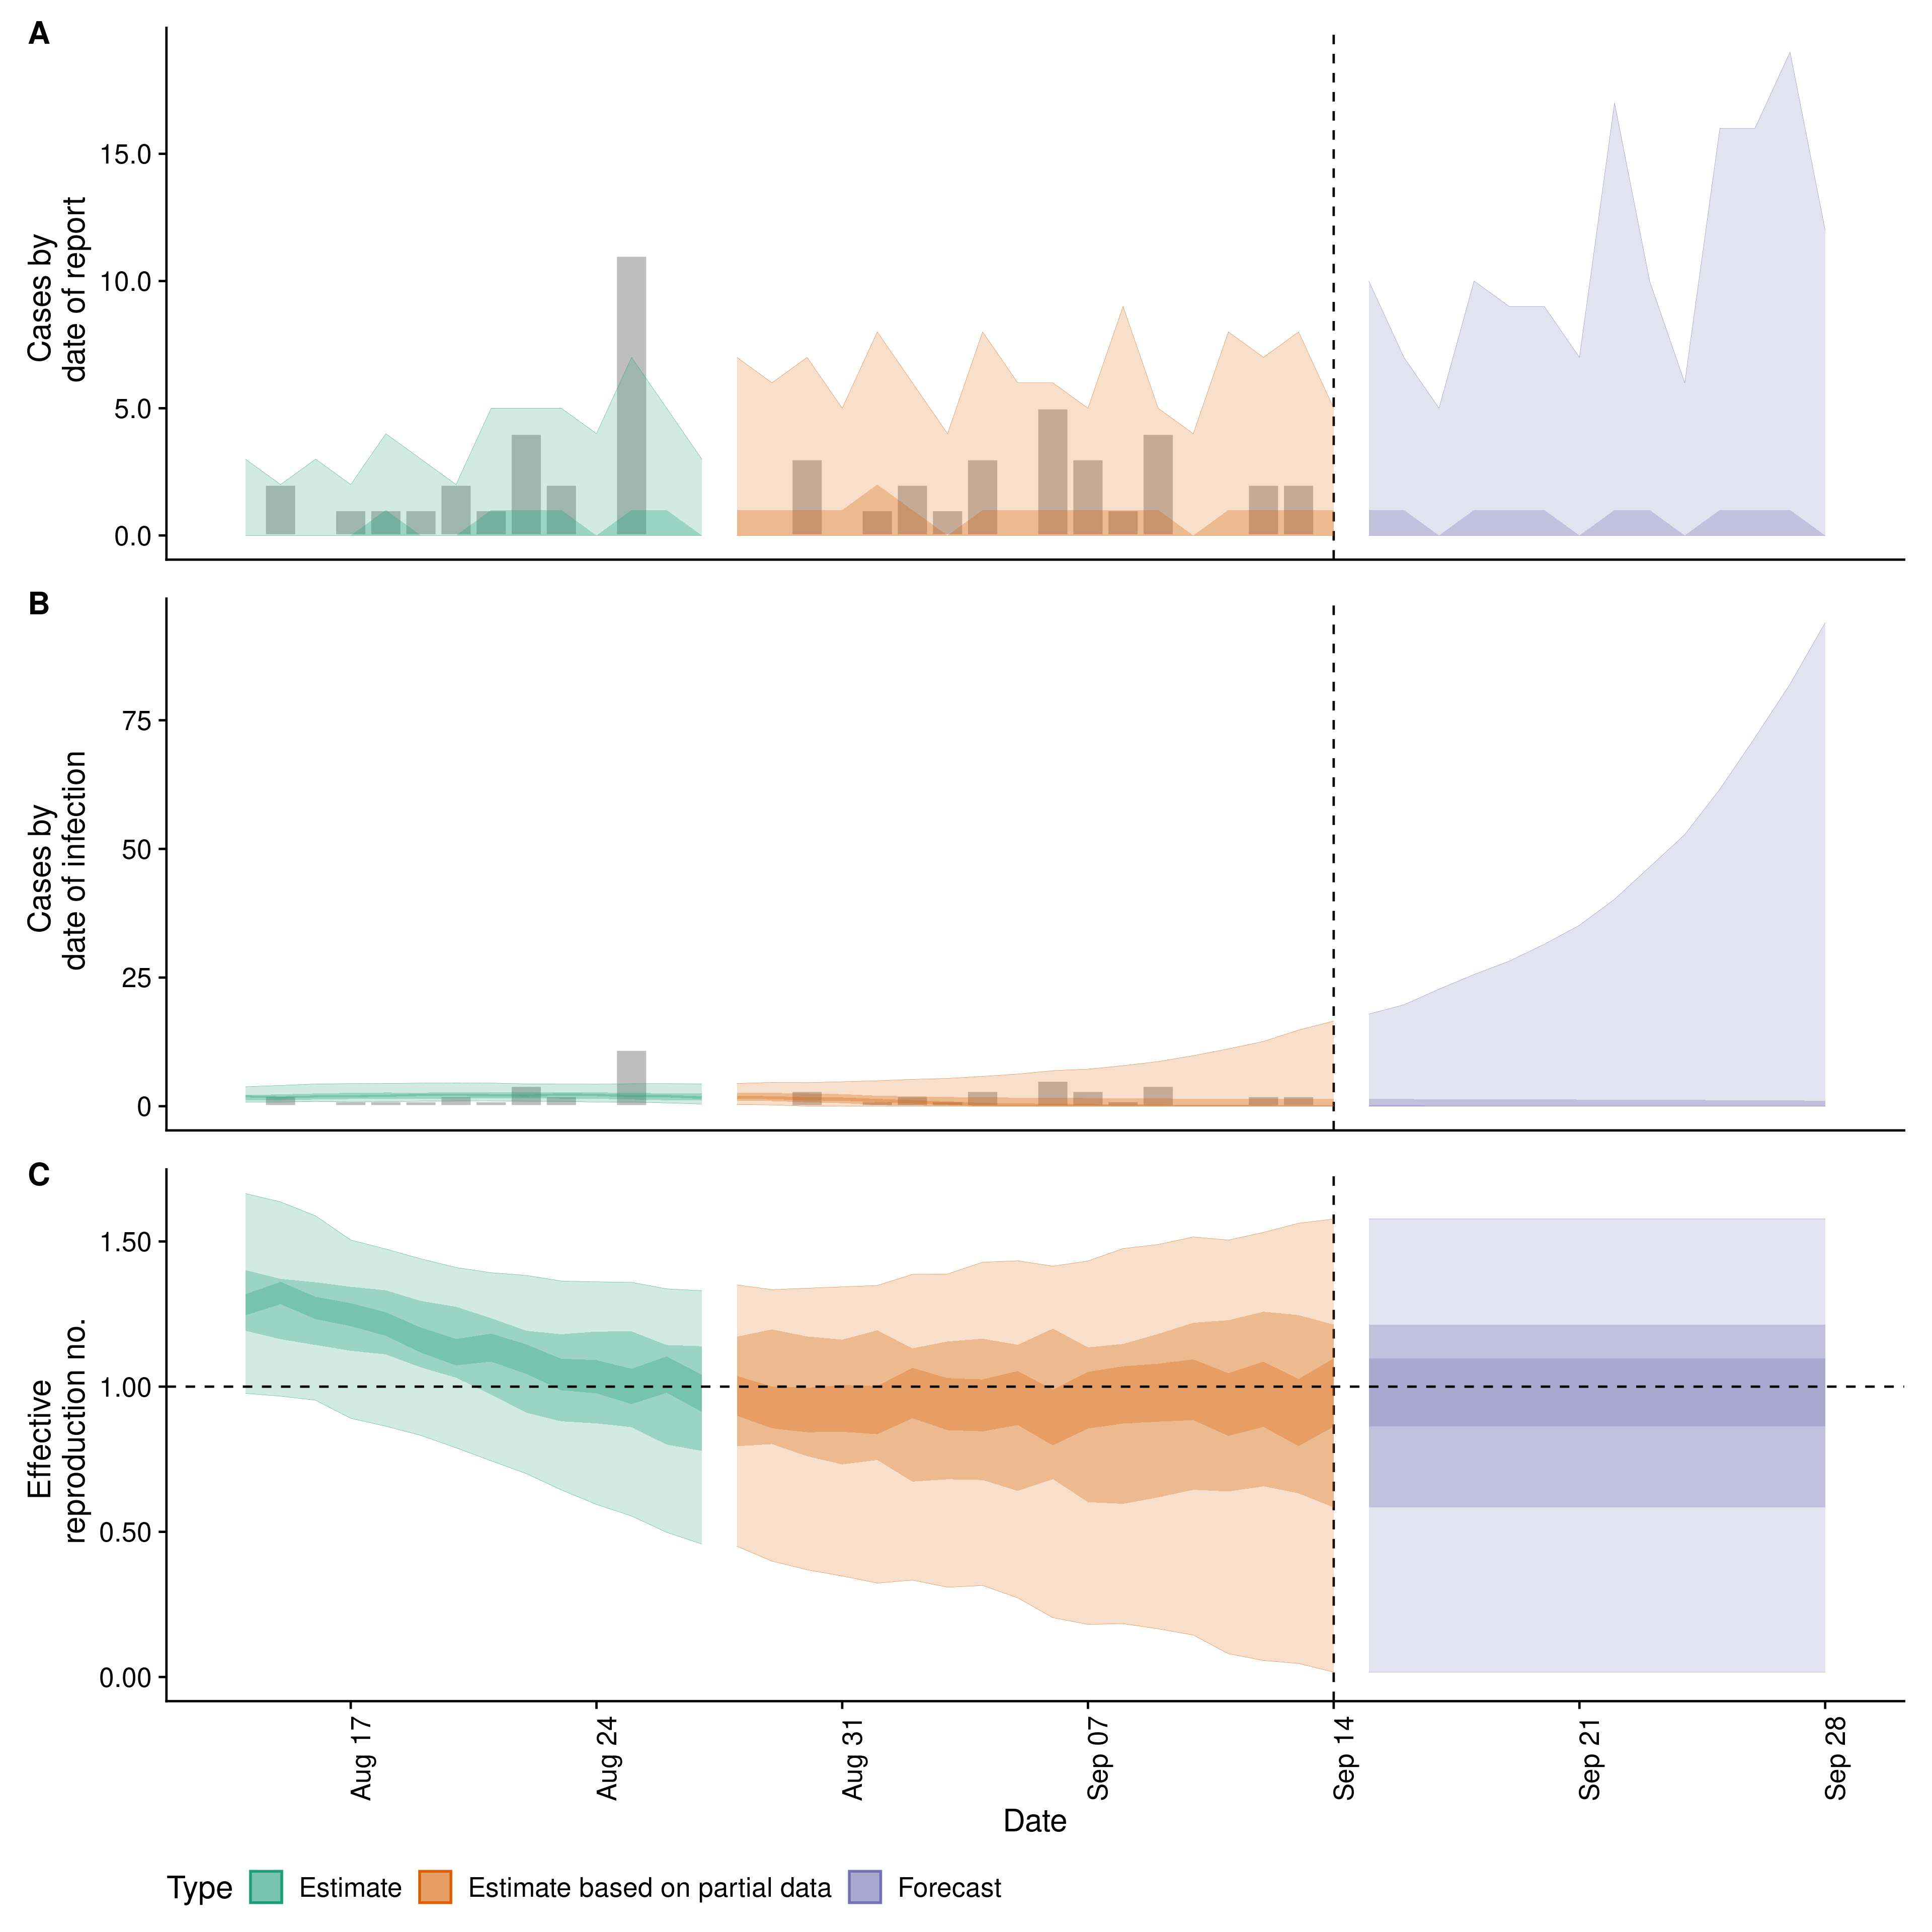 A
Cases by
date of report
15.0
10.0
5.0
0.0
B
Cases by
date of infection
75
50
25
0
C
Effective
reproduction no.
1.50
1.00
0.50
0.00
Aug 17
Aug 24
Aug 31
Sep 07
Sep 14
Sep 21
Sep 28
Date
Type Estimate Estimate based on partial data Forecast